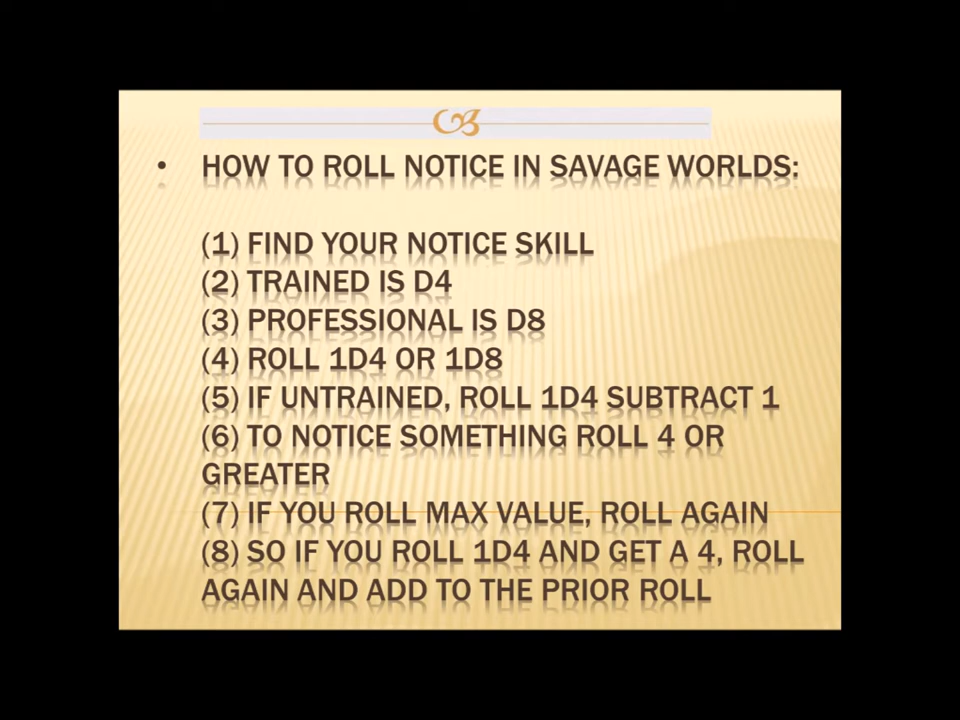 • HOW TO ROLL NOTICE IN SAVAGE WORLDS:
(1) FIND YOUR NOTICE SKILL
(2) TRAINED IS D4
(3) PROFESSIONAL IS D8
(4) ROLL 1D4 OR 1D8
(5) IF UNTRAINED, ROLL 1D4 SUBTRACT 1
(6) TO NOTICE SOMETHING ROLL 4 OR
GREATER
(7) IF YOU ROLL MAX VALUE, ROLL AGAIN
(8) SO IF YOU ROLL 1D4 AND GET A 4, ROLL
AGAIN AND ADD TO THE PRIOR ROLL